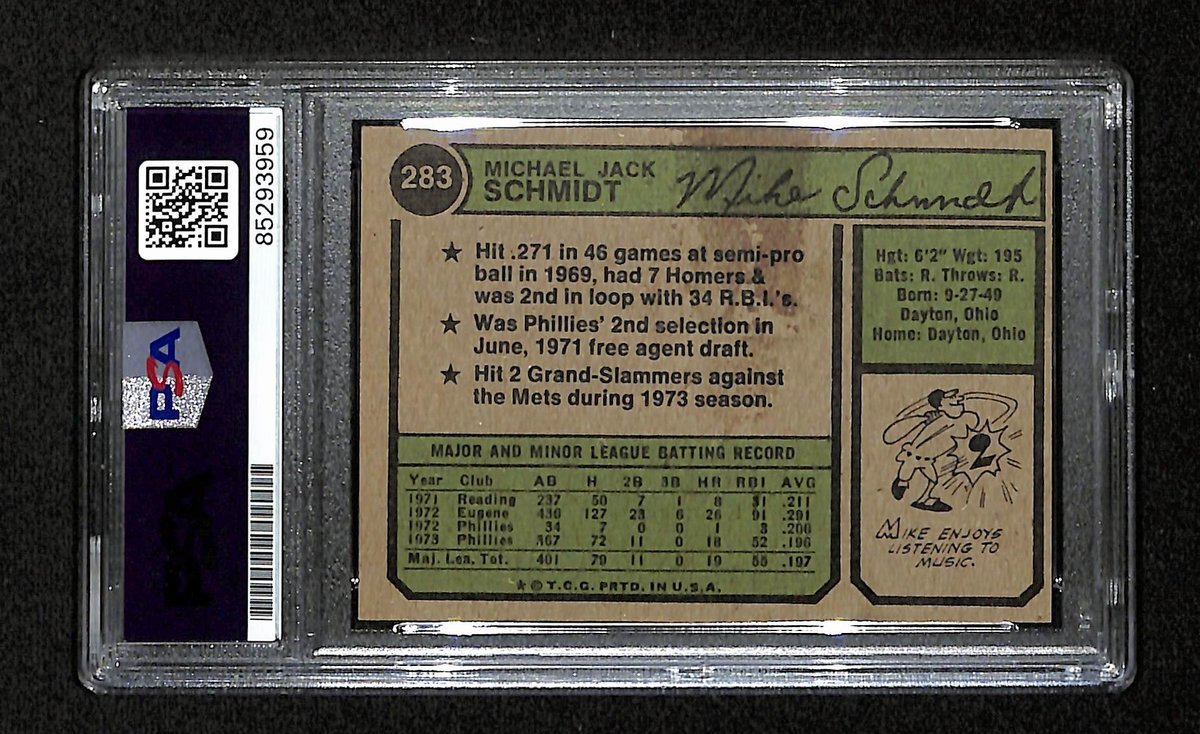 85293959
PSA
283
MICHAEL JACK
SCHMIDT
Mike Schmidt
★ Hit .271 in 46 games at semi-pro
ball in 1969, had 7 Homers &
was 2nd in loop with 34 R.B.I.'s.
★ Was Phillies' 2nd selection in
June, 1971 free agent draft.
★ Hit 2 Grand-Slammers against
the Mets during 1973 season.
Hgt: 6'2" Wgt: 195
Bats: R. Throws: R.
Born: 9-27-49
Dayton, Ohio
Home: Dayton, Ohio
MAJOR AND MINOR LEAGUE BATTING RECORD
Year Club AB H 2B 3B HR RBI AVG
1971 Reading 237 50 7 1 8 31 .211
1972 Eugene 436 127 23 6 26 91 .291
1972 Phillies 34 7 0 0 1 3 .206
1973 Phillies 367 72 11 0 18 52 .196
Maj. Lea. Tot. 401 79 11 0 19 55 .197
★ © T.C.G. PRTD. IN U.S.A.
2
MIKE ENJOYS
LISTENING TO
MUSIC.
PSA